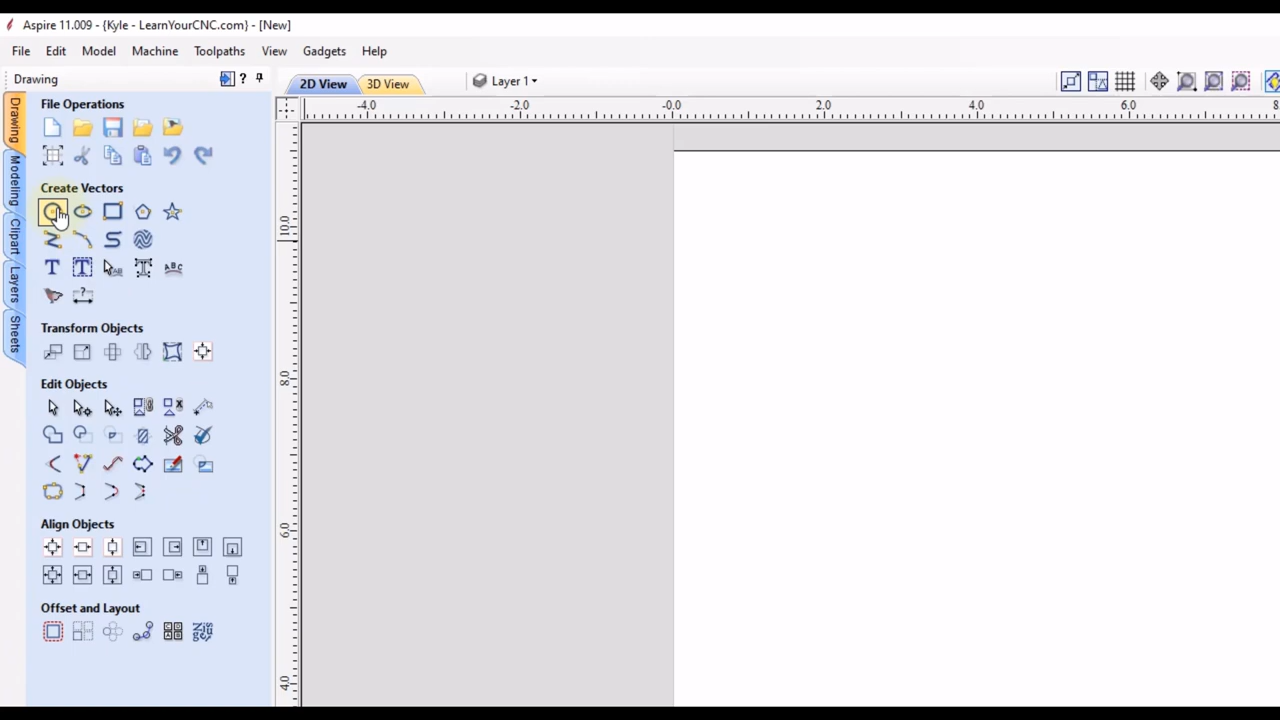 Aspire 11.009 - {Kyle - LearnYourCNC.com} - [New]
File Edit Model Machine Toolpaths View Gadgets Help
Drawing ?
2D View 3D View Layer 1
-4.0 -2.0 -0.0 2.0 4.0 6.0 8
File Operations
Create Vectors
T T AB T ABC
?
Transform Objects
Edit Objects
Align Objects
Offset and Layout
Drawing
Modeling
Clipart
Layers
Sheets
10.0
8.0
6.0
4.0